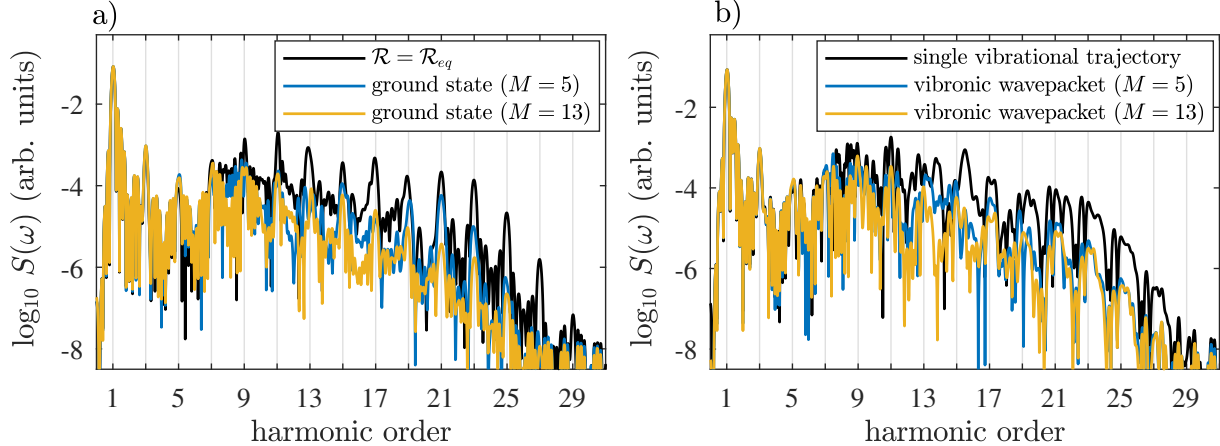 a)
log₁₀ S(ω) (arb. units)
-2
-4
-6
-8
ℛ = ℛ_eq
ground state (M = 5)
ground state (M = 13)
1 5 9 13 17 21 25 29
harmonic order
b)
log₁₀ S(ω) (arb. units)
-2
-4
-6
-8
single vibrational trajectory
vibronic wavepacket (M = 5)
vibronic wavepacket (M = 13)
1 5 9 13 17 21 25 29
harmonic order